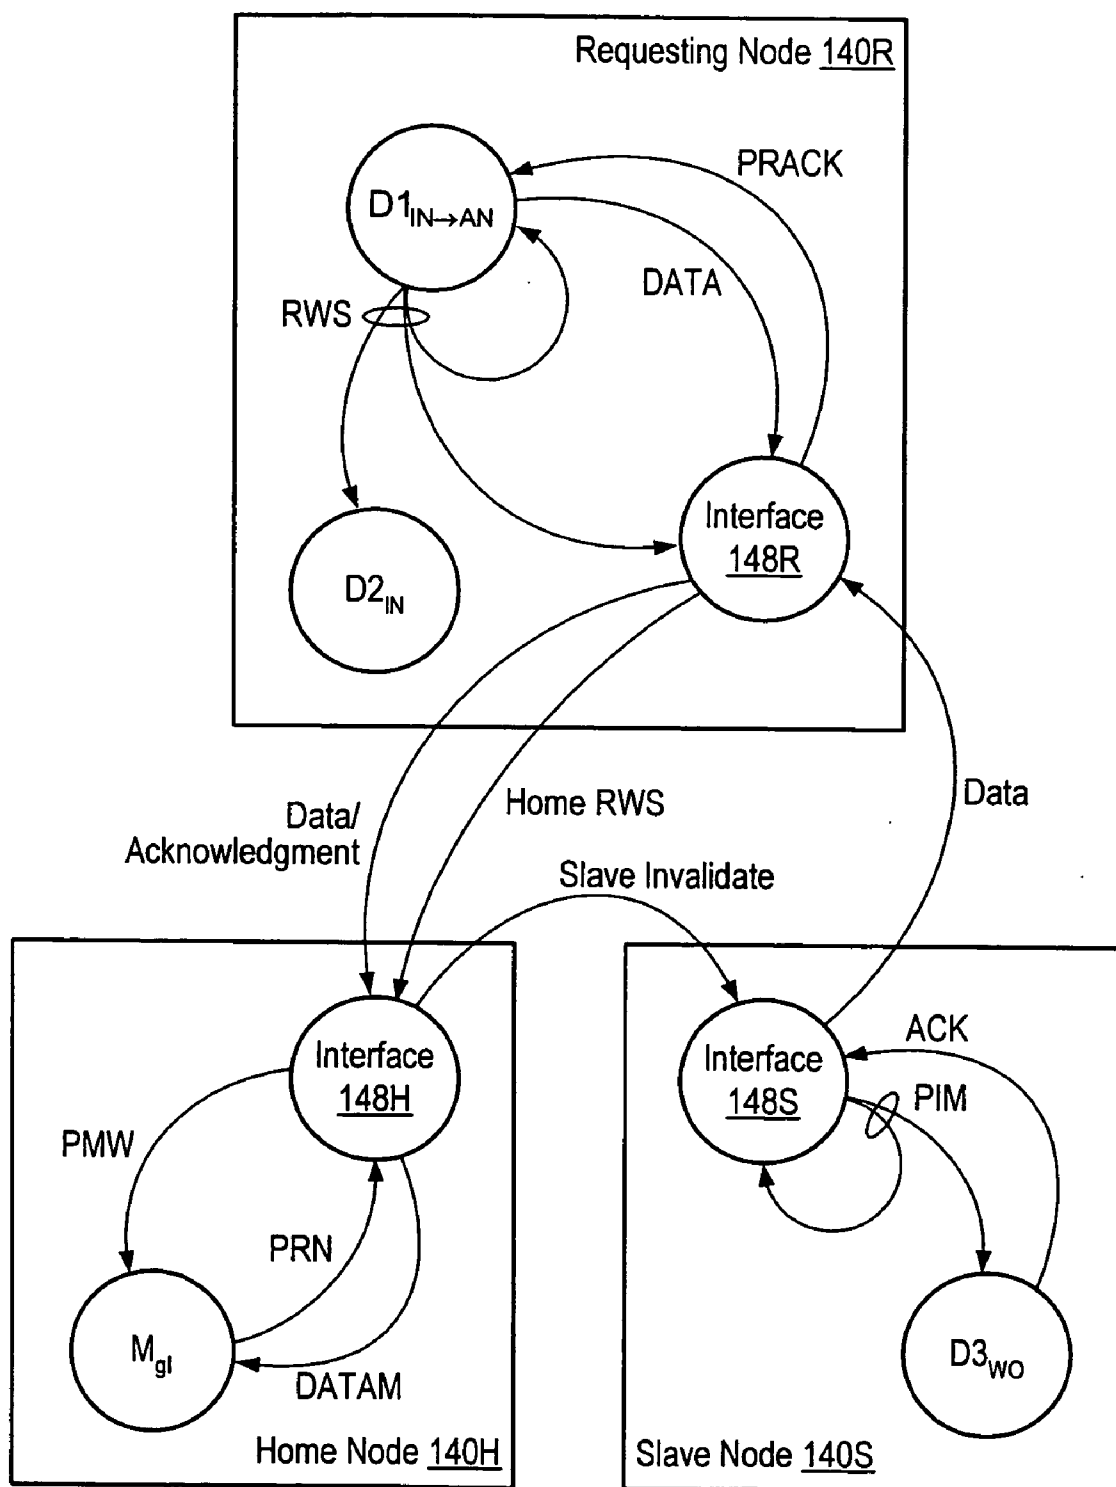 Requesting Node 140R
PRACK
D1IN→AN
DATA
RWS
Interface
148R
D2IN
Data/
Acknowledgment
Home RWS
Data
Slave Invalidate
Interface
148H
Interface
148S
ACK
PIM
PMW
PRN
Mgl
DATAM
D3WO
Home Node 140H
Slave Node 140S